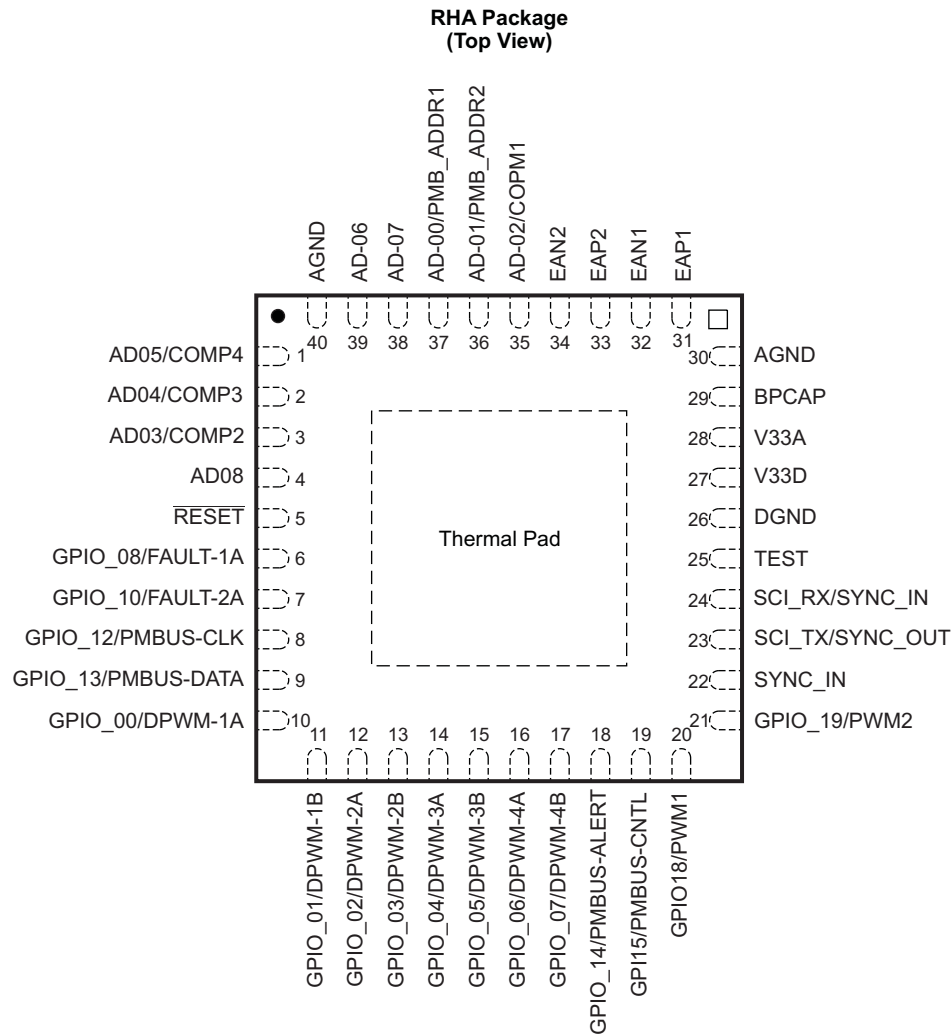 RHA Package
(Top View)
AGND
AD-06
AD-07
AD-00/PMB_ADDR1
AD-01/PMB_ADDR2
AD-02/COPM1
EAN2
EAP2
EAN1
EAP1
40
39
38
37
36
35
34
33
32
31
AD05/COMP4 1
AD04/COMP3 2
AD03/COMP2 3
AD08 4
RESET 5
GPIO_08/FAULT-1A 6
GPIO_10/FAULT-2A 7
GPIO_12/PMBUS-CLK 8
GPIO_13/PMBUS-DATA 9
GPIO_00/DPWM-1A 10
Thermal Pad
30 AGND
29 BPCAP
28 V33A
27 V33D
26 DGND
25 TEST
24 SCI_RX/SYNC_IN
23 SCI_TX/SYNC_OUT
22 SYNC_IN
21 GPIO_19/PWM2
11
12
13
14
15
16
17
18
19
20
GPIO_01/DPWM-1B
GPIO_02/DPWM-2A
GPIO_03/DPWM-2B
GPIO_04/DPWM-3A
GPIO_05/DPWM-3B
GPIO_06/DPWM-4A
GPIO_07/DPWM-4B
GPIO_14/PMBUS-ALERT
GPI15/PMBUS-CNTL
GPIO18/PWM1